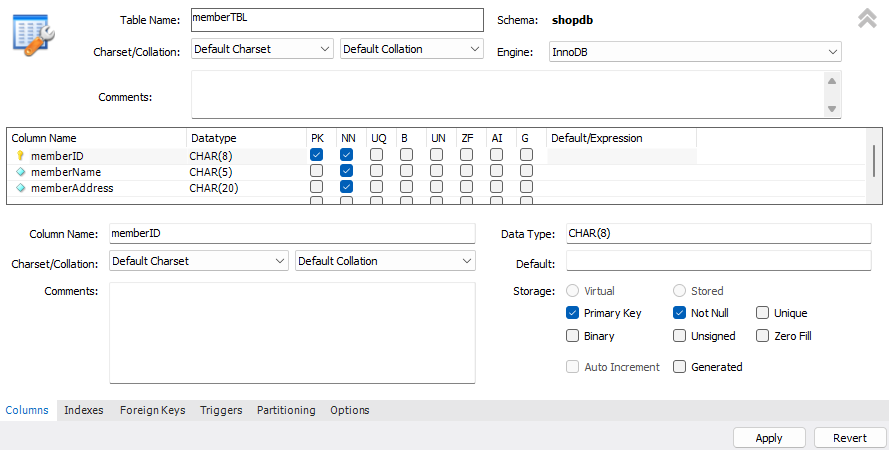 Table Name: memberTBL Schema: shopdb
Charset/Collation: Default Charset Default Collation Engine: InnoDB
Comments:
Column Name Datatype PK NN UQ B UN ZF AI G Default/Expression
memberID CHAR(8)
memberName CHAR(5)
memberAddress CHAR(20)
Column Name: memberID Data Type: CHAR(8)
Charset/Collation: Default Charset Default Collation Default:
Comments: Storage: Virtual Stored
Primary Key Not Null Unique
Binary Unsigned Zero Fill
Auto Increment Generated
Columns Indexes Foreign Keys Triggers Partitioning Options
Apply Revert